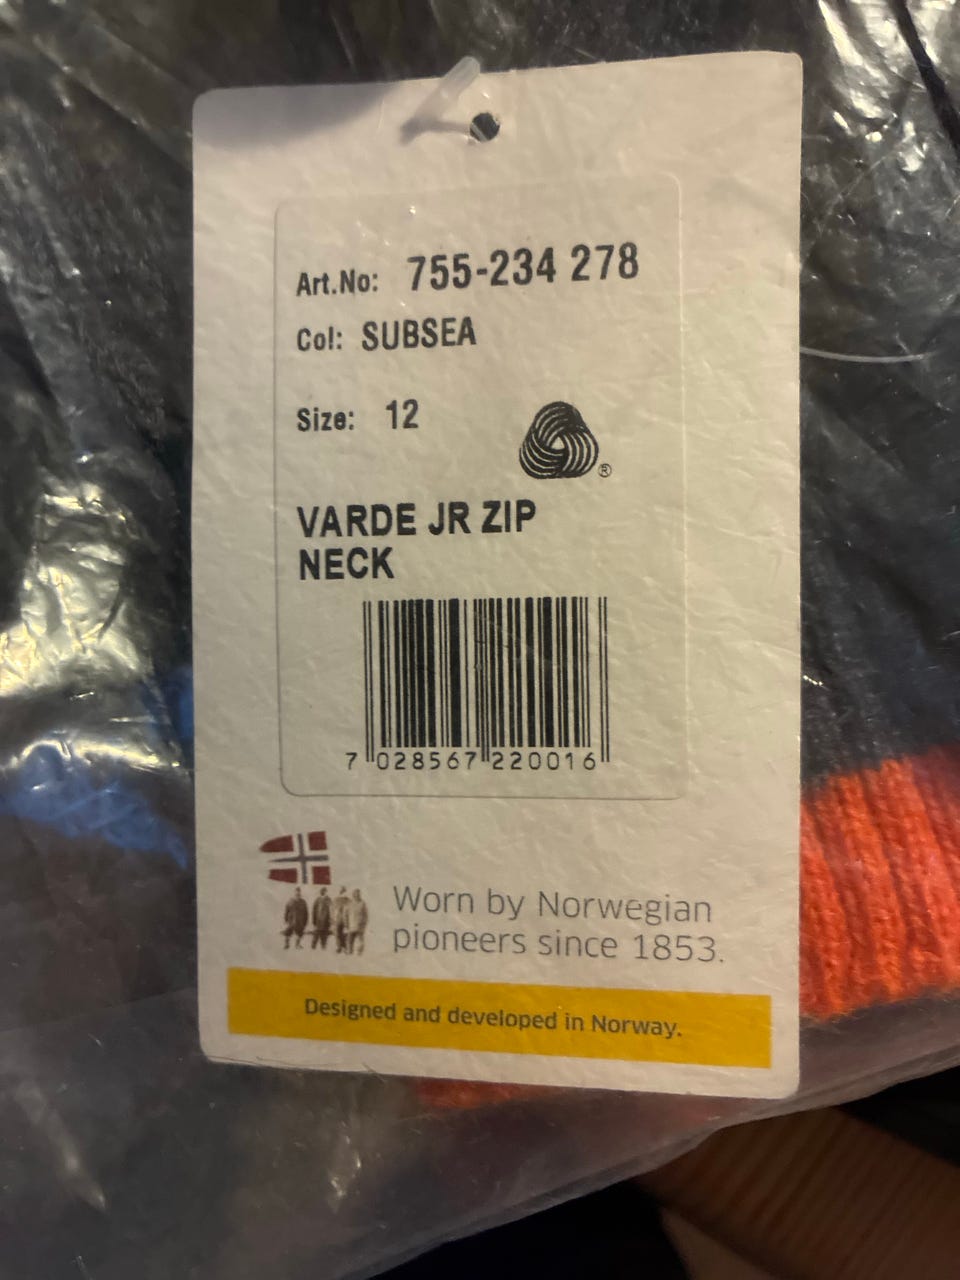 Art.No: 755-234 278
Col: SUBSEA
Size: 12
®
VARDE JR ZIP
NECK
7 028567 220016
Worn by Norwegian
pioneers since 1853.
Designed and developed in Norway.